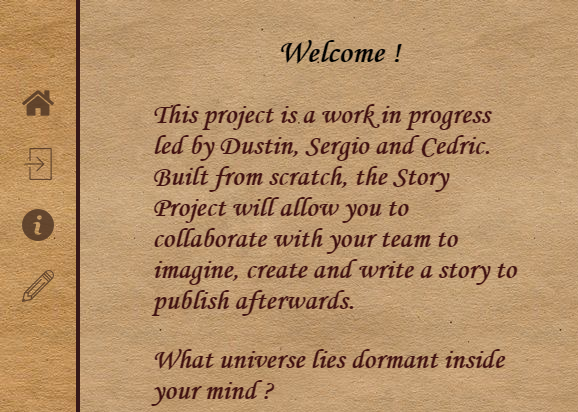 Welcome !
This project is a work in progress
led by Dustin, Sergio and Cedric.
Built from scratch, the Story
Project will allow you to
collaborate with your team to
imagine, create and write a story to
publish afterwards.
What universe lies dormant inside
your mind ?